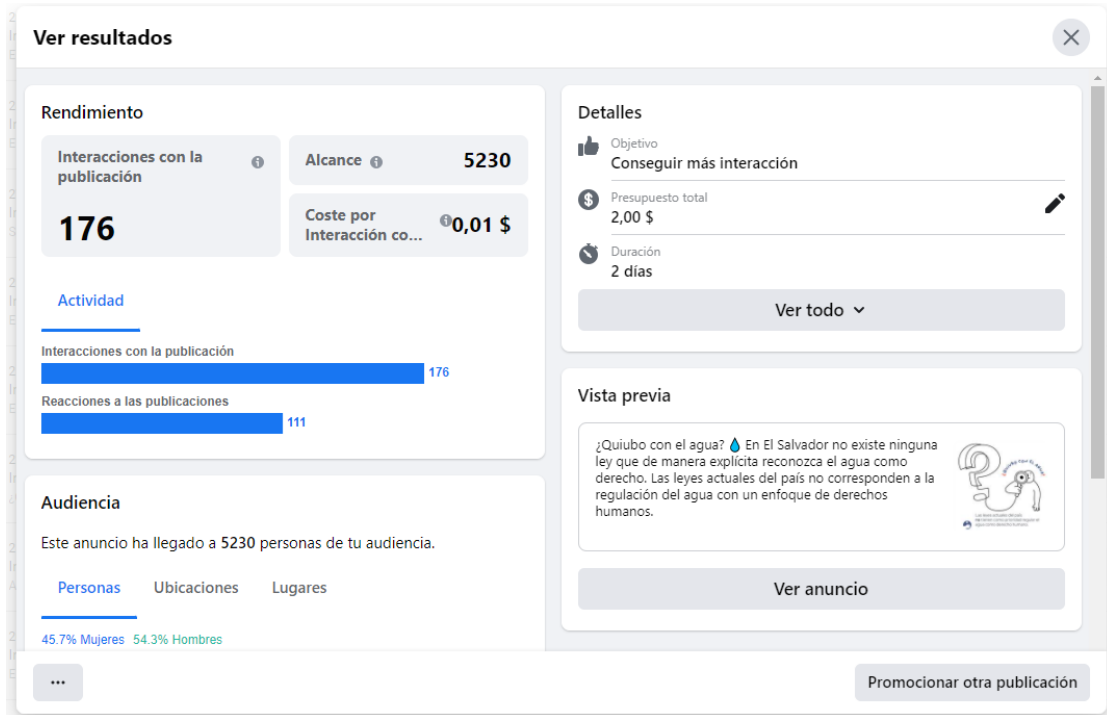 Ver resultados
Rendimiento
Interacciones con la
publicación
176
Alcance
5230
Coste por
Interacción co...
0,01 $
Actividad
Interacciones con la publicación
176
Reacciones a las publicaciones
111
Audiencia
Este anuncio ha llegado a 5230 personas de tu audiencia.
Personas Ubicaciones Lugares
45.7% Mujeres 54.3% Hombres
Detalles
Objetivo
Conseguir más interacción
Presupuesto total
2,00 $
Duración
2 días
Ver todo
Vista previa
¿Quiubo con el agua? 💧 En El Salvador no existe ninguna
ley que de manera explícita reconozca el agua como
derecho. Las leyes actuales del país no corresponden a la
regulación del agua con un enfoque de derechos
humanos.
Ver anuncio
...
Promocionar otra publicación